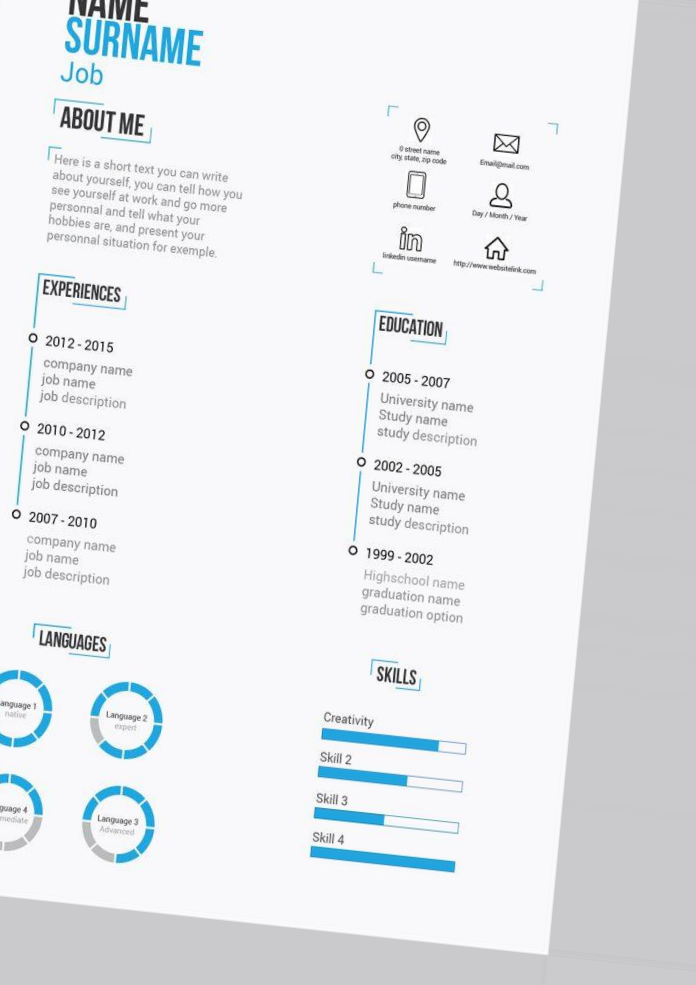 NAME
SURNAME
Job
ABOUT ME
Here is a short text you can write
about yourself, you can tell how you
see yourself at work and go more
personnal and tell what your
hobbies are, and present your
personnal situation for exemple.
0 street name
city, state, zip code
Email@mail.com
phone number
Day / Month / Year
linkedin username
http://www.websitelink.com
EXPERIENCES
2012 - 2015
company name
job name
job description
2010 - 2012
company name
job name
job description
2007 - 2010
company name
job name
job description
EDUCATION
2005 - 2007
University name
Study name
study description
2002 - 2005
University name
Study name
study description
1999 - 2002
Highschool name
graduation name
graduation option
LANGUAGES
anguage 1
native
Language 2
expert
guage 4
mediate
Language 3
Advanced
SKILLS
Creativity
Skill 2
Skill 3
Skill 4